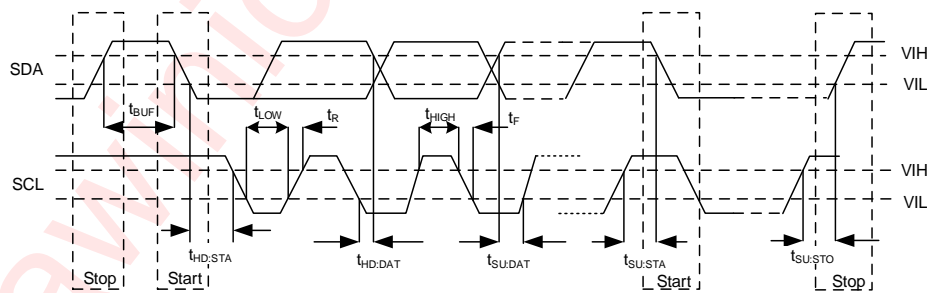 SDA
VIH
VIL
tBUF
tLOW
tR
tHIGH
tF
SCL
VIH
VIL
tHD:STA
tHD:DAT
tSU:DAT
tSU:STA
tSU:STO
Stop
Start
Start
Stop